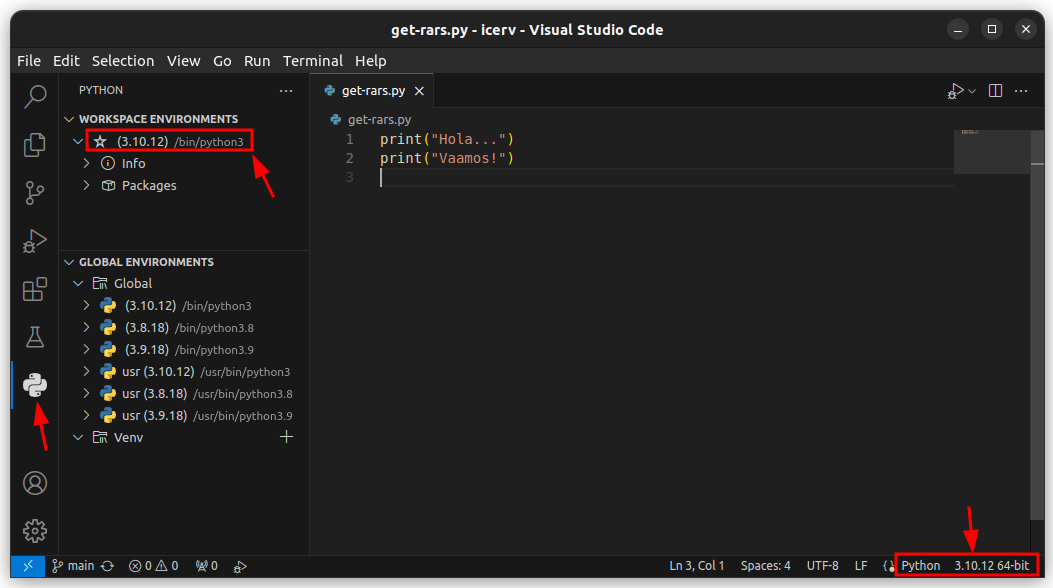 get-rars.py - icerv - Visual Studio Code
File Edit Selection View Go Run Terminal Help
PYTHON
WORKSPACE ENVIRONMENTS
(3.10.12) /bin/python3
Info
Packages
GLOBAL ENVIRONMENTS
Global
(3.10.12) /bin/python3
(3.8.18) /bin/python3.8
(3.9.18) /bin/python3.9
usr (3.10.12) /usr/bin/python3
usr (3.8.18) /usr/bin/python3.8
usr (3.9.18) /usr/bin/python3.9
Venv
get-rars.py
get-rars.py
1 print("Hola...")
2 print("Vaamos!")
3
main 0 0 0 Ln 3, Col 1 Spaces: 4 UTF-8 LF Python 3.10.12 64-bit